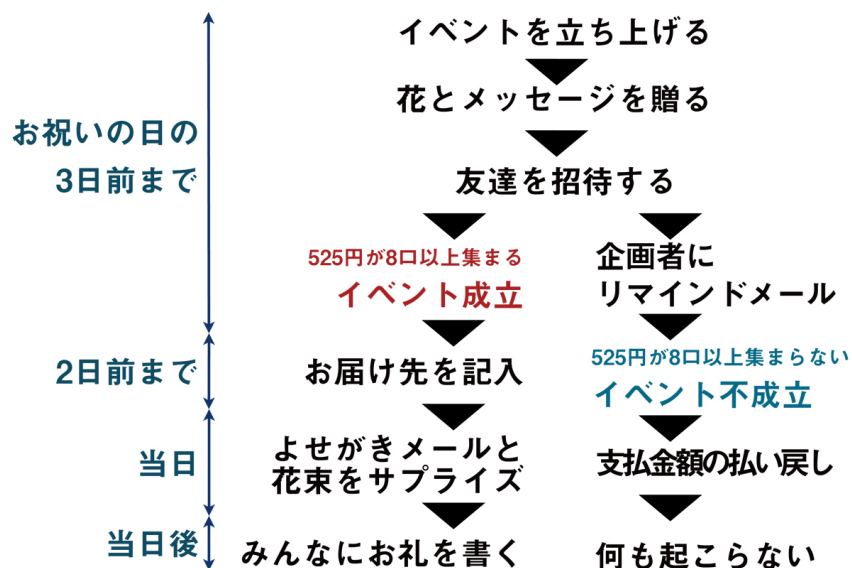 イベントを立ち上げる
花とメッセージを贈る
お祝いの日の
3日前まで
友達を招待する
525円が8口以上集まる
イベント成立
企画者に
リマインドメール
2日前まで
お届け先を記入
525円が8口以上集まらない
イベント不成立
当日
よせがきメールと
花束をサプライズ
支払金額の払い戻し
当日後
みんなにお礼を書く
何も起こらない